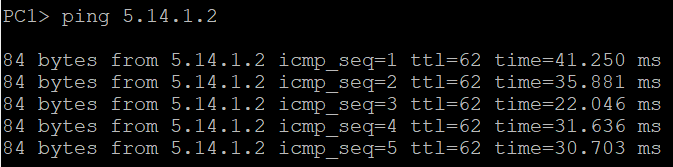 PC1> ping 5.14.1.2
84 bytes from 5.14.1.2 icmp_seq=1 ttl=62 time=41.250 ms
84 bytes from 5.14.1.2 icmp_seq=2 ttl=62 time=35.881 ms
84 bytes from 5.14.1.2 icmp_seq=3 ttl=62 time=22.046 ms
84 bytes from 5.14.1.2 icmp_seq=4 ttl=62 time=31.636 ms
84 bytes from 5.14.1.2 icmp_seq=5 ttl=62 time=30.703 ms